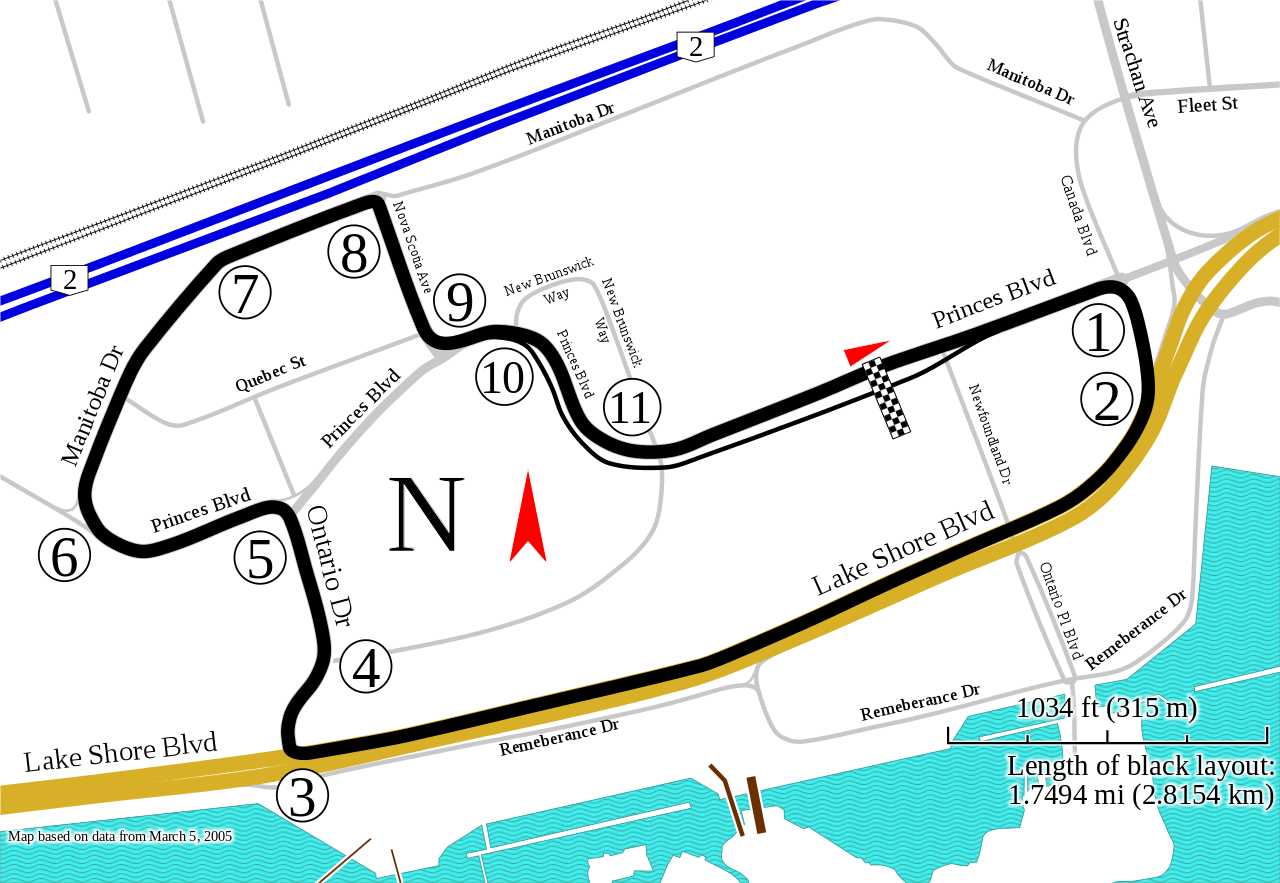 Strachan Ave
2
Manitoba Dr
Fleet St
Manitoba Dr
Canada Blvd
Nova Scotia Ave
8
2
7
New Brunswick
Way
New Brunswick
Way
9
Princes Blvd
1
Manitoba Dr
Quebec St
Princes Blvd
10
Princes Blvd
11
2
Newfoundland Dr
Princes Blvd
N
6
5
Ontario Dr
Lake Shore Blvd
Ontario Pl Blvd
4
Remeberance Dr
Remeberance Dr
Lake Shore Blvd
Remeberance Dr
3
1034 ft (315 m)
Length of black layout:
1.7494 mi (2.8154 km)
Map based on data from March 5, 2005